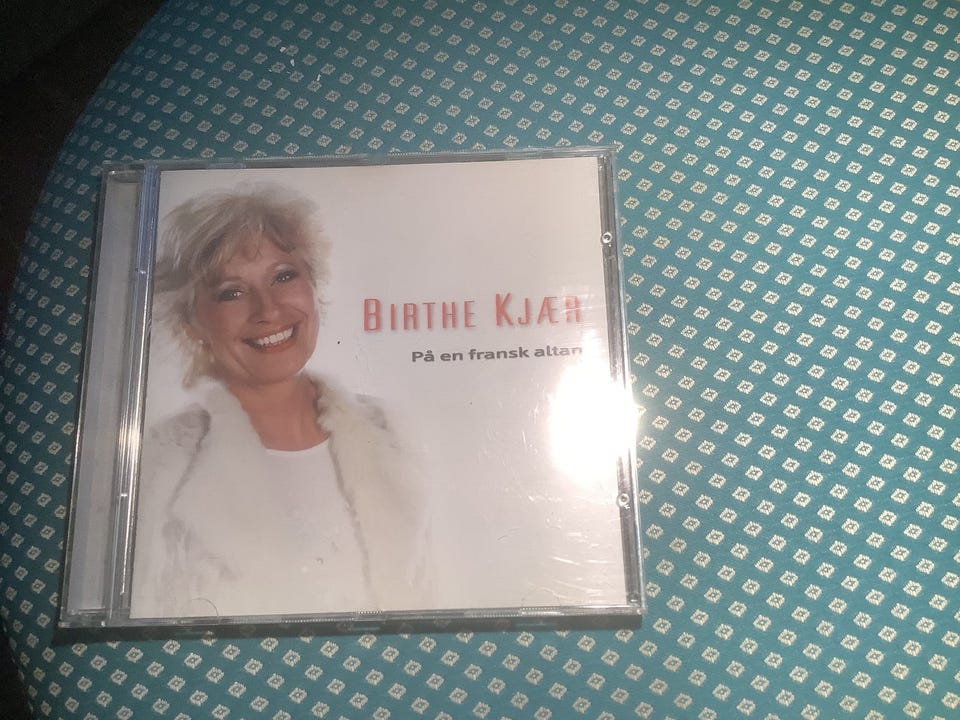 BIRTHE KJÆR
På en fransk altan